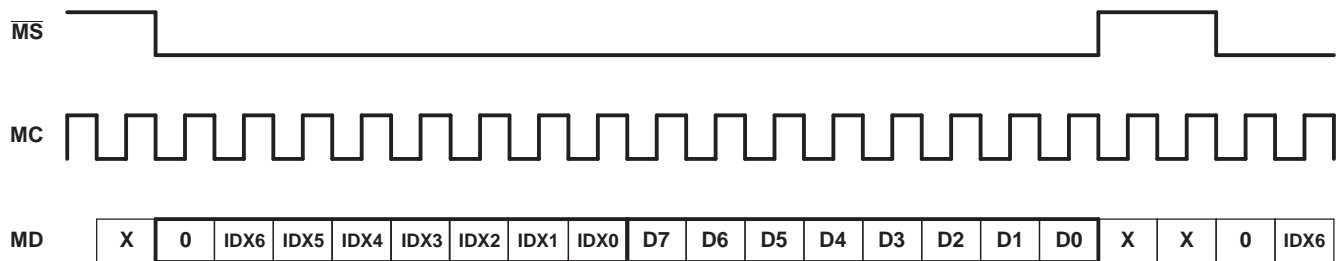 MS
MC
MD X 0 IDX6 IDX5 IDX4 IDX3 IDX2 IDX1 IDX0 D7 D6 D5 D4 D3 D2 D1 D0 X X 0 IDX6